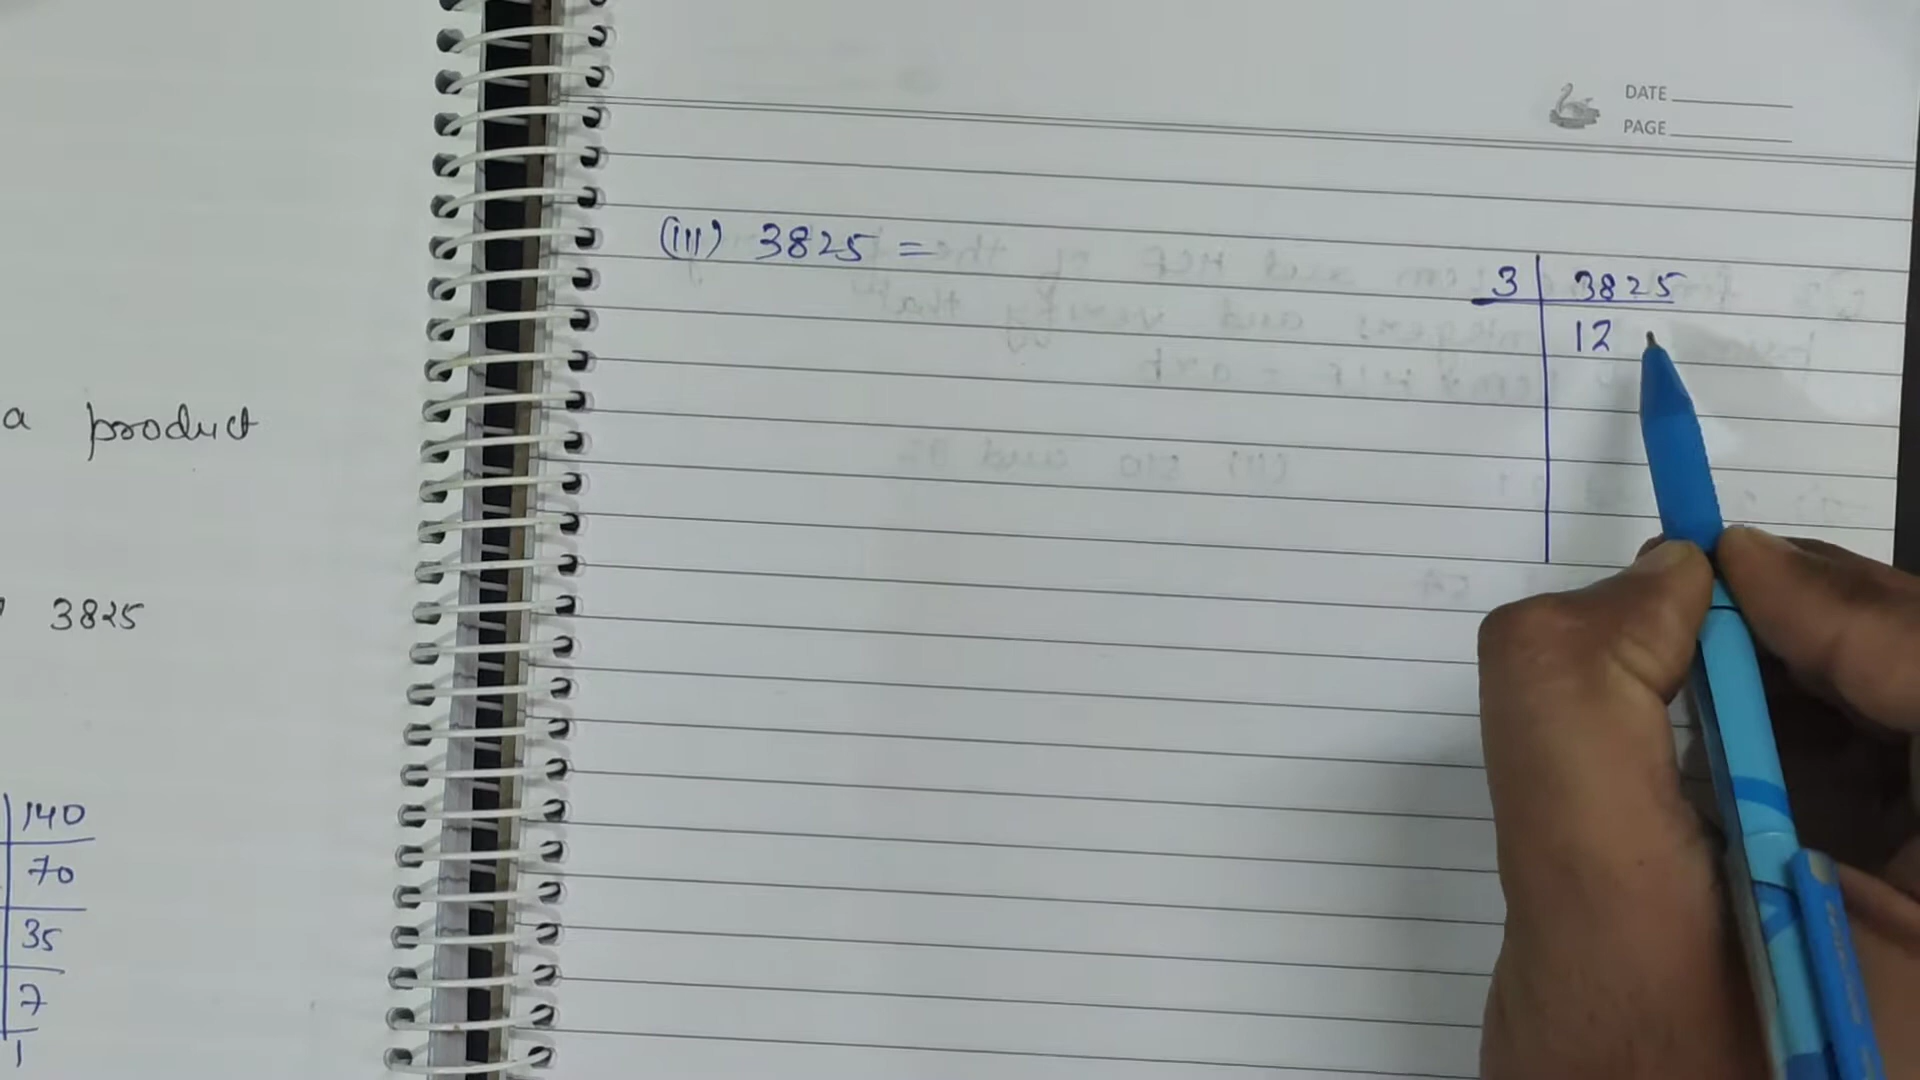 a product
3825
140
70
35
7
1
DATE
PAGE
(iii) 3825 =
3 3825
12